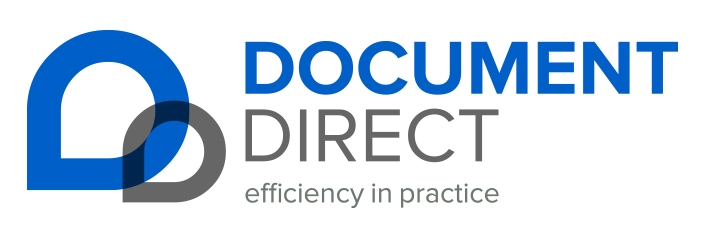 DOCUMENT
DIRECT
efficiency in practice